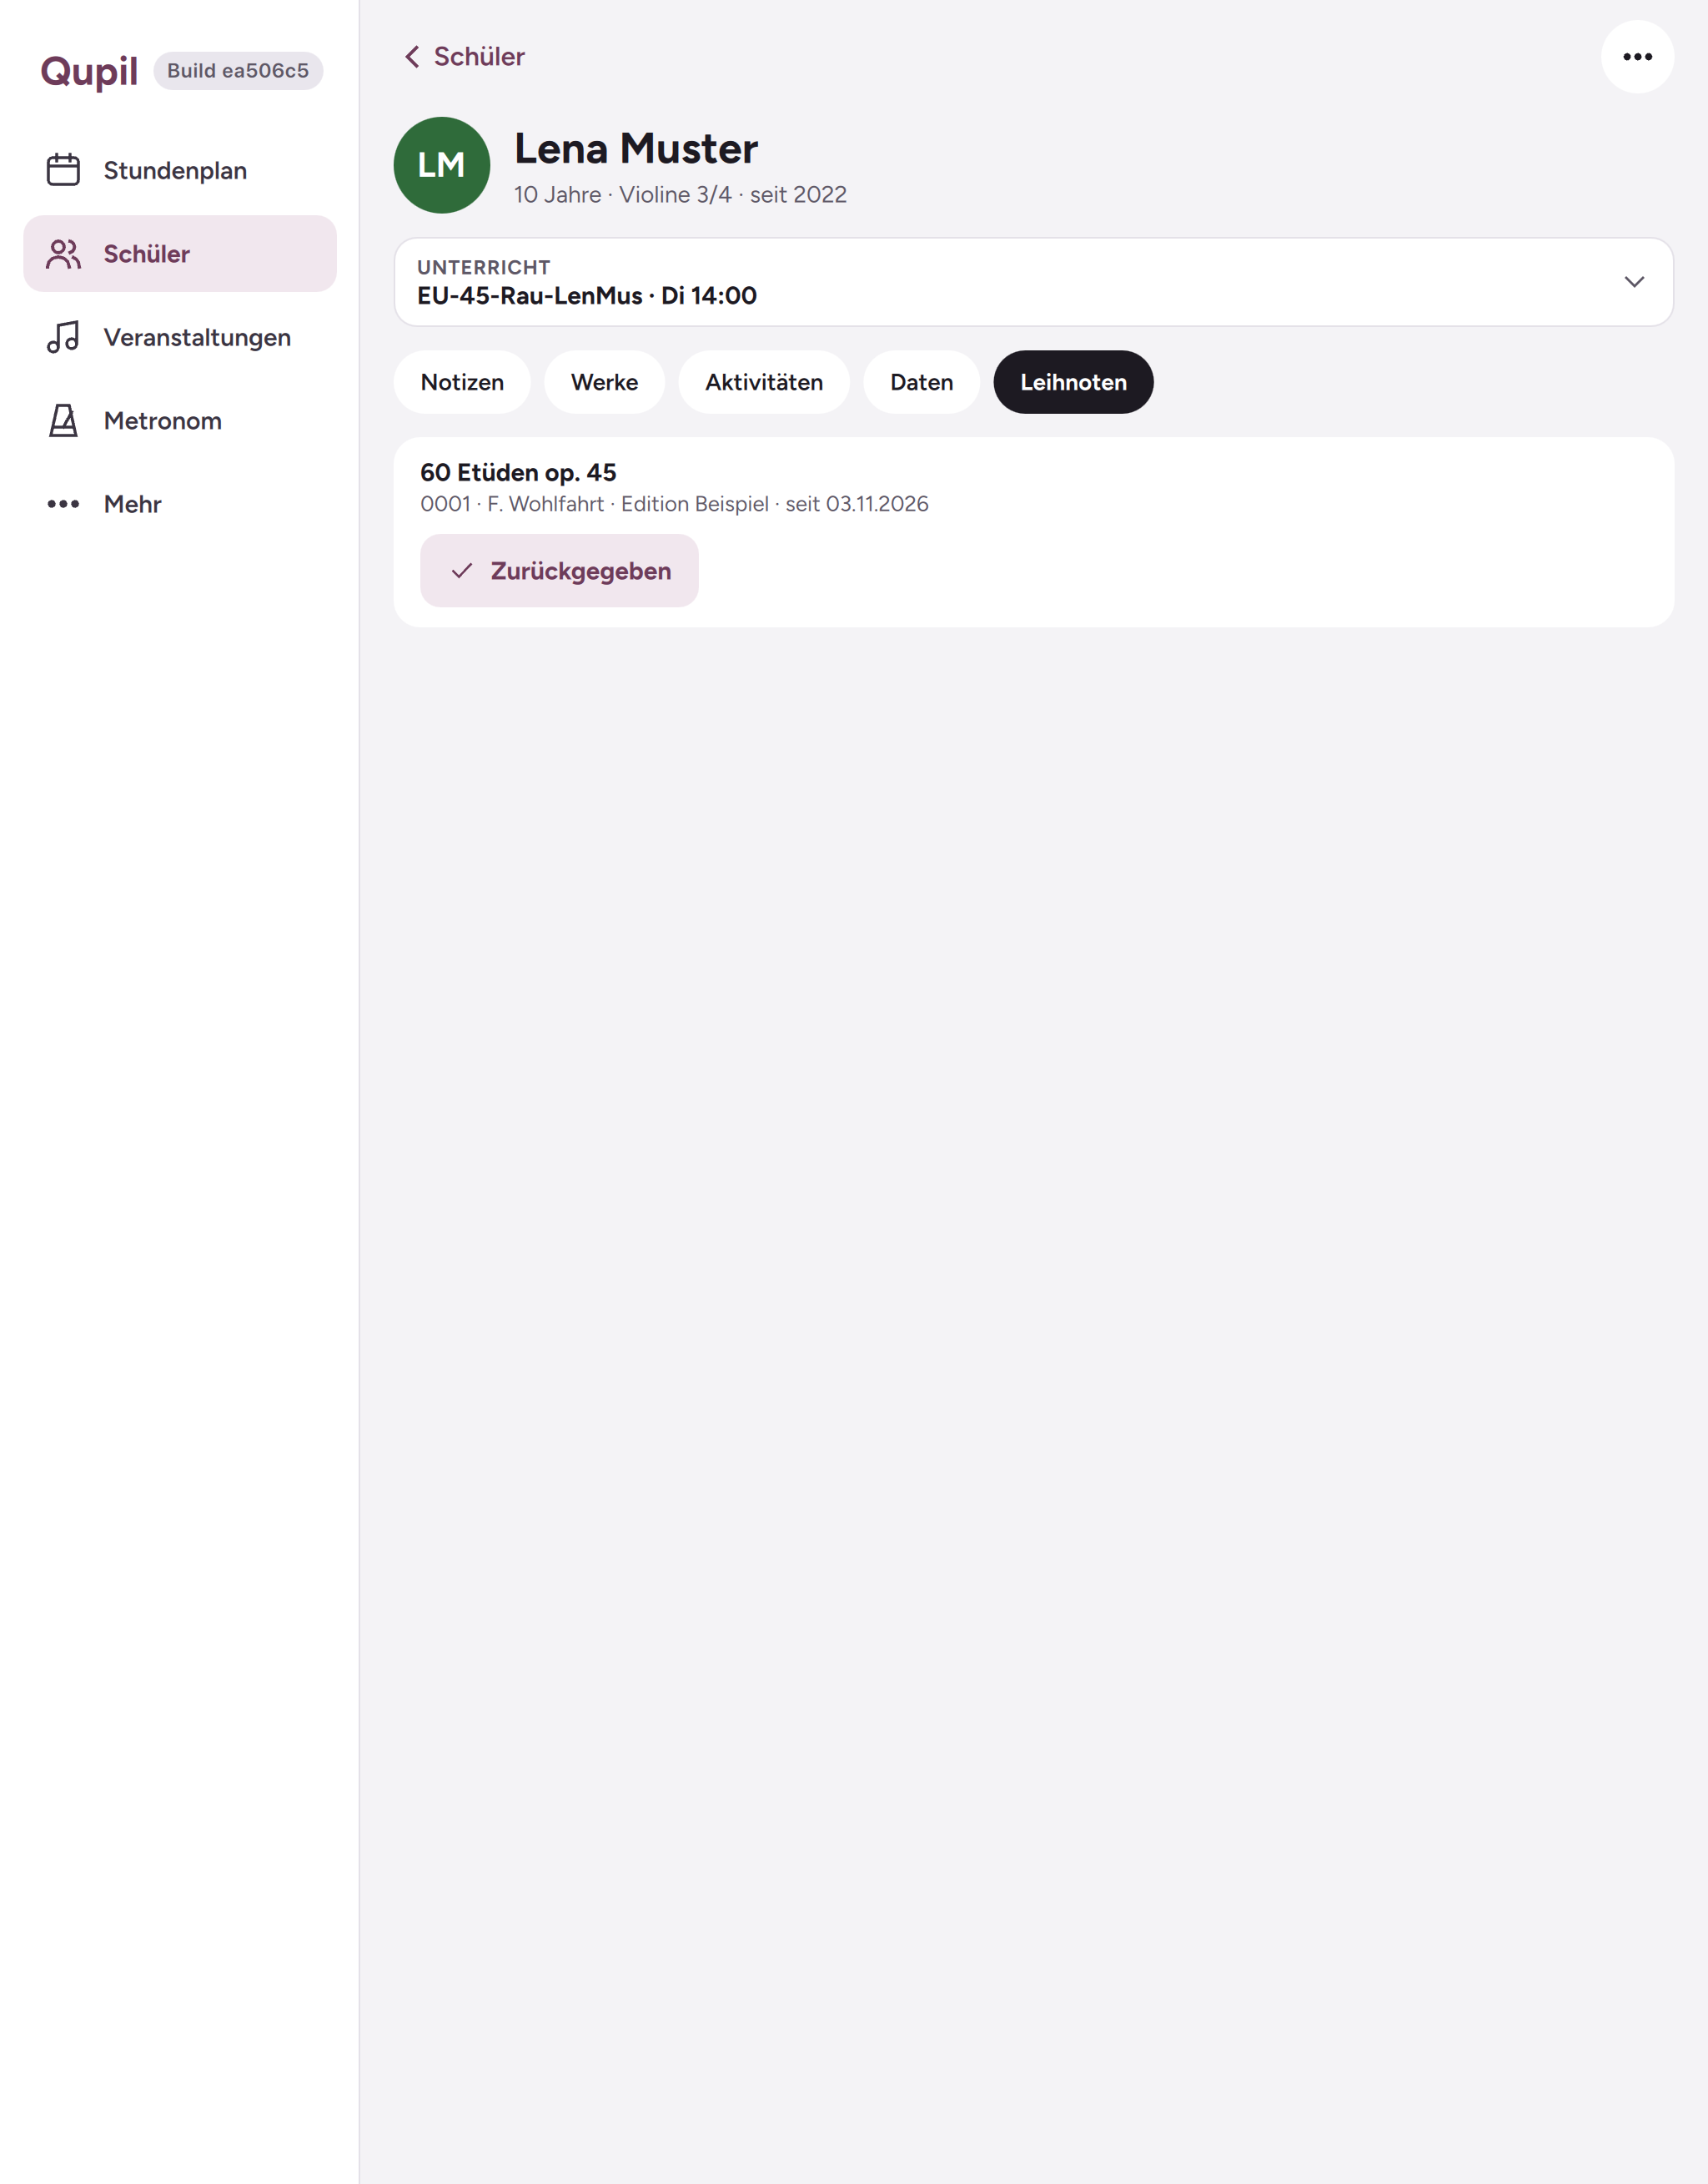 Qupil
Build ea506c5
Stundenplan
Schüler
Veranstaltungen
Metronom
Mehr
Schüler
LM
Lena Muster
10 Jahre · Violine 3/4 · seit 2022
UNTERRICHT
EU-45-Rau-LenMus · Di 14:00
Notizen
Werke
Aktivitäten
Daten
Leihnoten
60 Etüden op. 45
0001 · F. Wohlfahrt · Edition Beispiel · seit 03.11.2026
Zurückgegeben